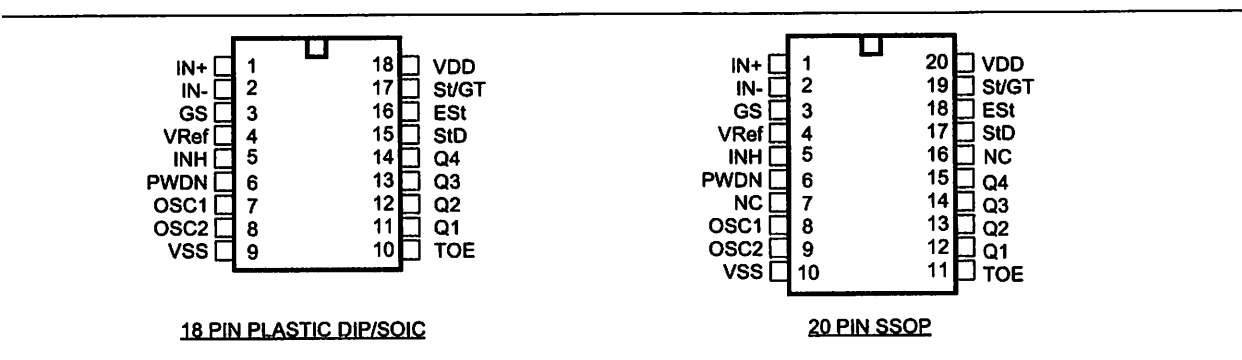 IN+ 1 18 VDD
IN- 2 17 St/GT
GS 3 16 ESt
VRef 4 15 StD
INH 5 14 Q4
PWDN 6 13 Q3
OSC1 7 12 Q2
OSC2 8 11 Q1
VSS 9 10 TOE
18 PIN PLASTIC DIP/SOIC
IN+ 1 20 VDD
IN- 2 19 St/GT
GS 3 18 ESt
VRef 4 17 StD
INH 5 16 NC
PWDN 6 15 Q4
NC 7 14 Q3
OSC1 8 13 Q2
OSC2 9 12 Q1
VSS 10 11 TOE
20 PIN SSOP